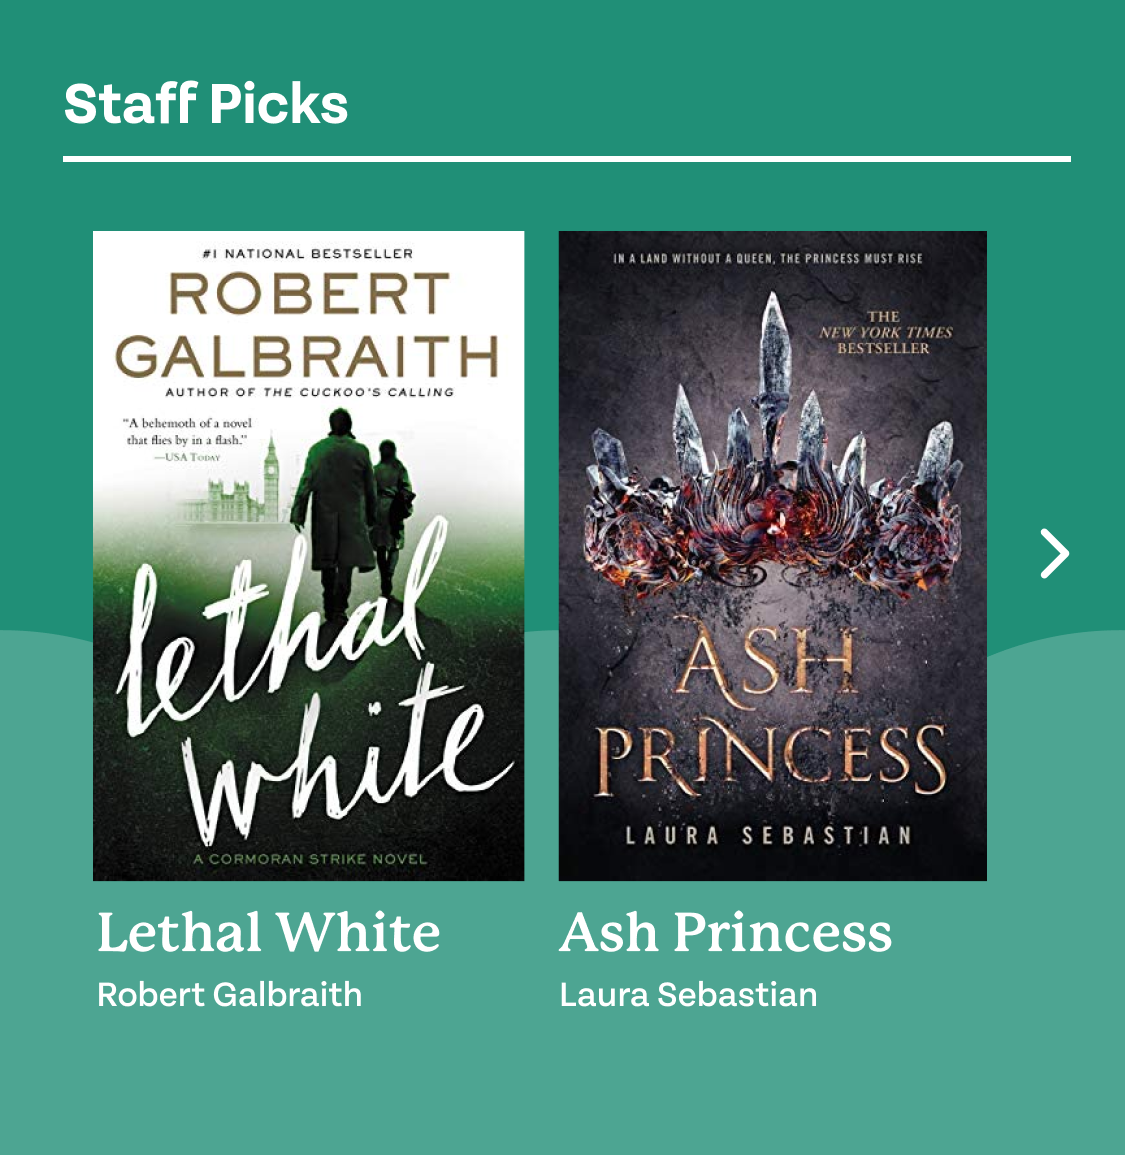 Staff Picks
#1 NATIONAL BESTSELLER
ROBERT
GALBRAITH
AUTHOR OF THE CUCKOO'S CALLING
“A behemoth of a novel
that flies by in a flash.”
—USA TODAY
lethal
white
A CORMORAN STRIKE NOVEL
Lethal White
Robert Galbraith
IN A LAND WITHOUT A QUEEN, THE PRINCESS MUST RISE
THE
NEW YORK TIMES
BESTSELLER
ASH
PRINCESS
LAURA SEBASTIAN
Ash Princess
Laura Sebastian